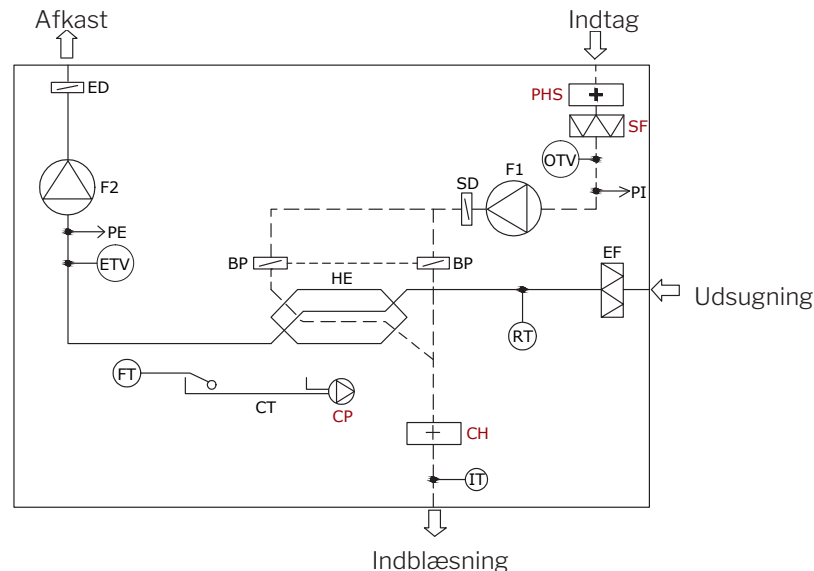 Afkast
Indtag
ED
PHS
SF
OTV
F1
SD
F2
PI
PE
EF
BP
BP
ETV
HE
Udsugning
RT
FT
CT
CP
CH
IT
Indblæsning